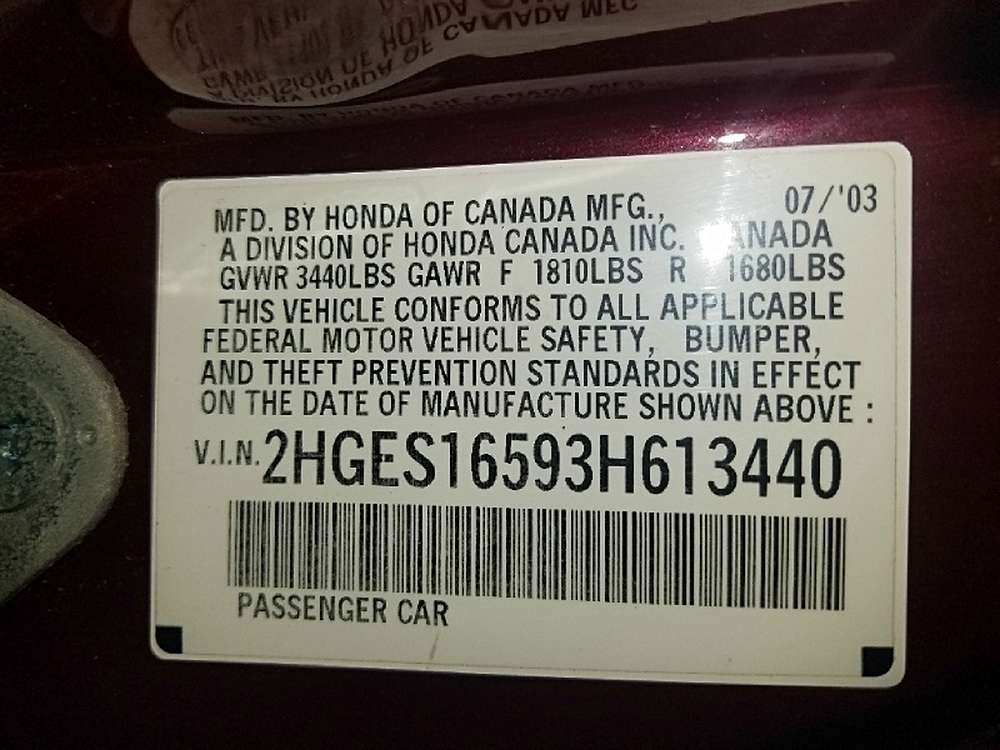 MFD. BY HONDA OF CANADA MFG., 07/'03
A DIVISION OF HONDA CANADA INC. CANADA
GVWR 3440LBS GAWR F 1810LBS R 1680LBS
THIS VEHICLE CONFORMS TO ALL APPLICABLE
FEDERAL MOTOR VEHICLE SAFETY, BUMPER,
AND THEFT PREVENTION STANDARDS IN EFFECT
ON THE DATE OF MANUFACTURE SHOWN ABOVE :
V.I.N. 2HGES16593H613440
PASSENGER CAR